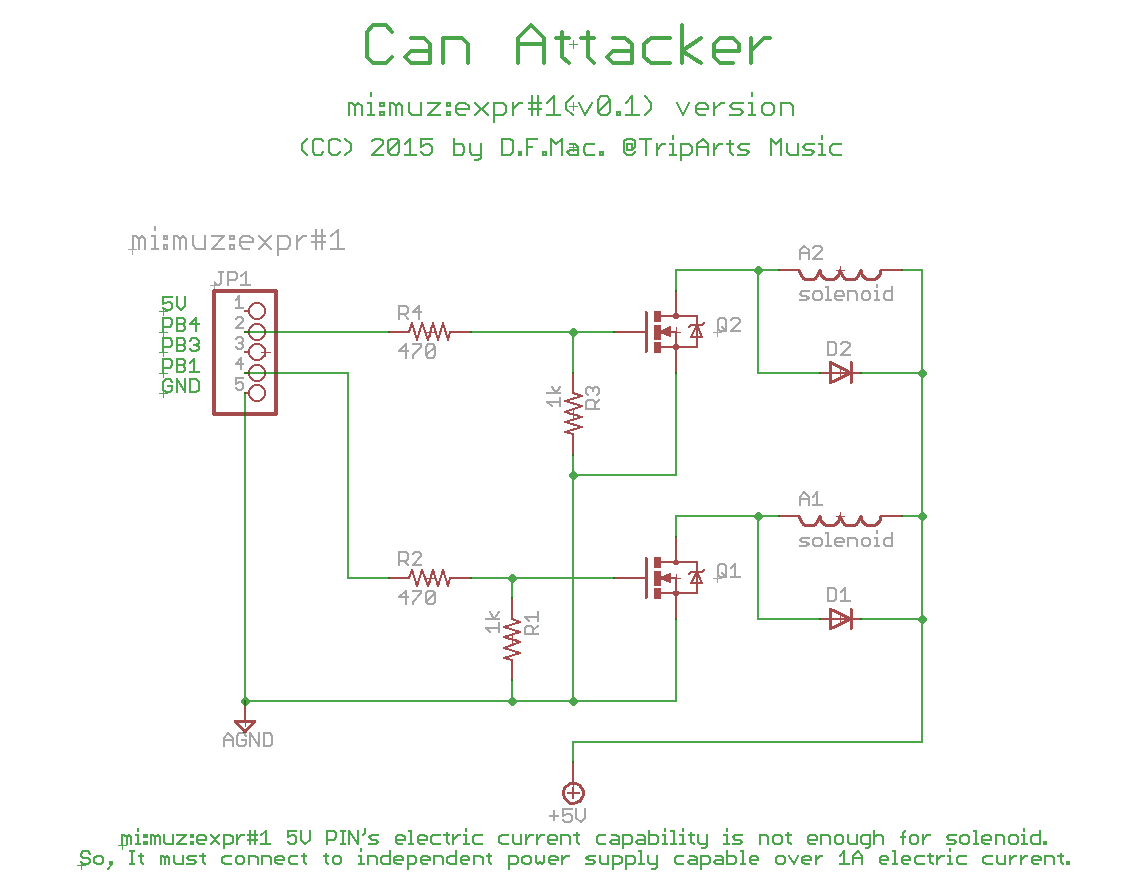 Can Attacker
mi:muz:expr#1(v0.1) version
(CC) 2015 by D.F.Mac. @TripArts Music
mi:muz:expr#1
JP1
5V
PB4
PB3
PB1
GND
1
2
3
4
5
R4
470
R3
1k
Q2
A2
solenoid
D2
R2
470
R1
1k
Q1
A1
solenoid
D1
AGND
+5V
mi:muz:expr#1 5V PIN's electric current capability is not enough for solenoid.
So, It must connect to independent power supply capable over 1A electric current.